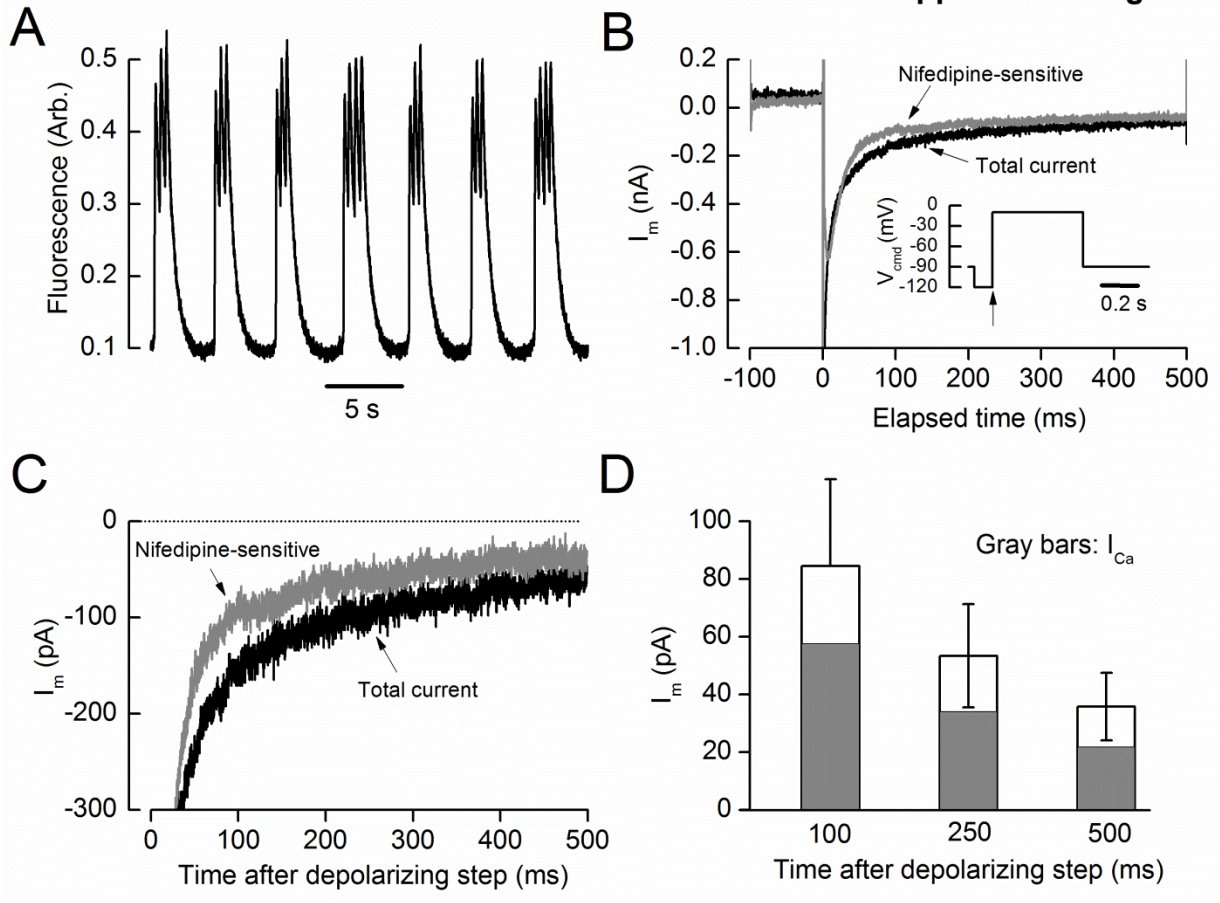 A
Fluorescence (Arb.)
0.5
0.4
0.3
0.2
0.1
5 s
B
I_m (nA)
0.2
0.0
-0.2
-0.4
-0.6
-0.8
-1.0
Nifedipine-sensitive
Total current
V_cmd (mV)
0
-30
-60
-90
-120
0.2 s
-100 0 100 200 300 400 500
Elapsed time (ms)
C
I_m (pA)
0
-100
-200
-300
Nifedipine-sensitive
Total current
0 100 200 300 400 500
Time after depolarizing step (ms)
D
I_m (pA)
100
80
60
40
20
0
Gray bars: I_Ca
100 250 500
Time after depolarizing step (ms)